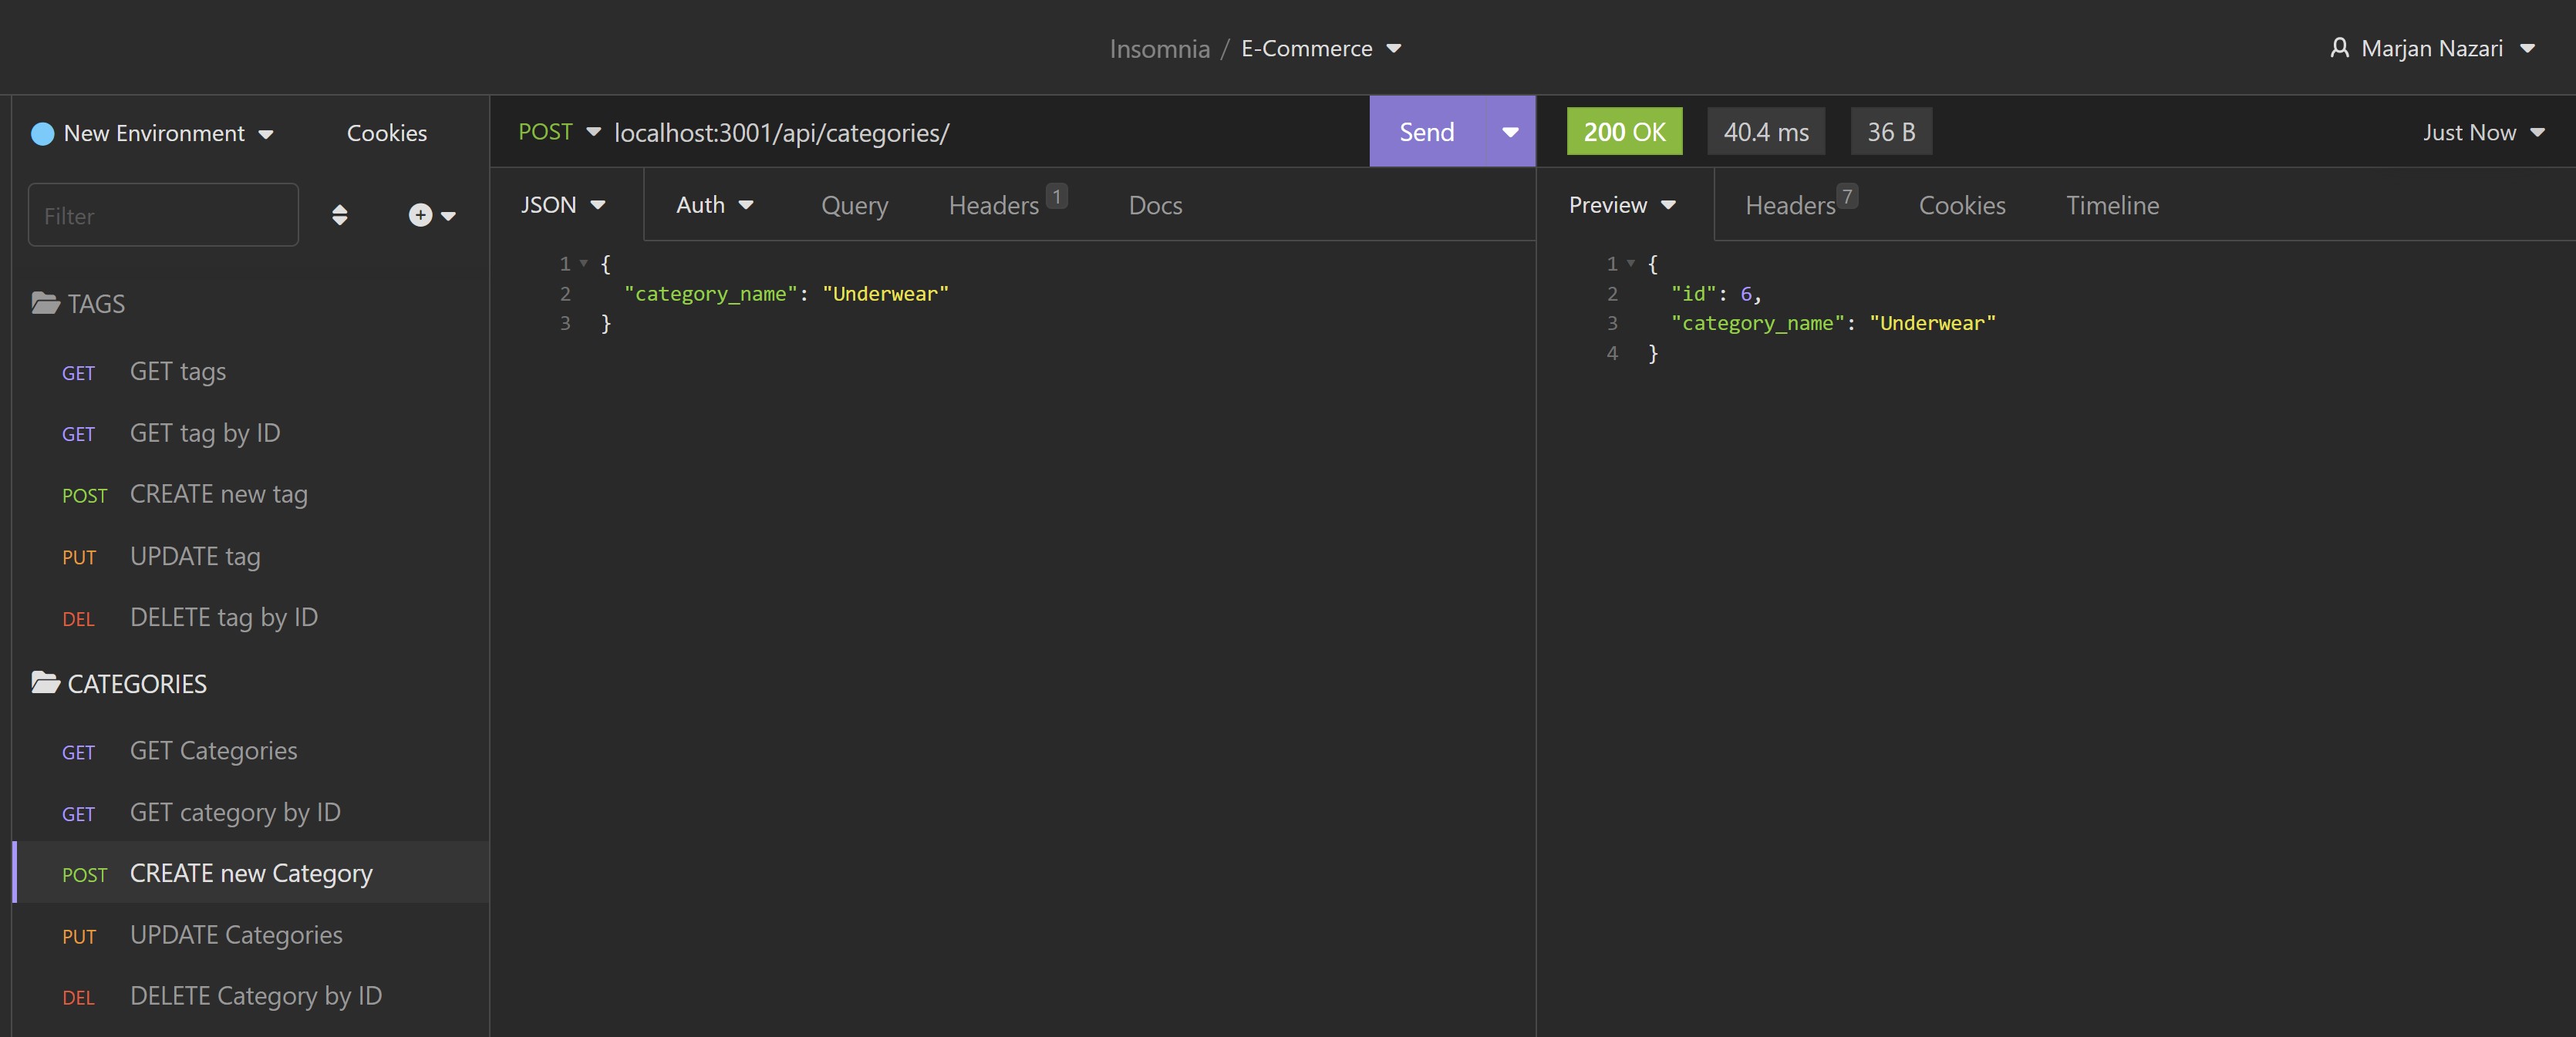 Insomnia / E-Commerce
Marjan Nazari
New Environment
Cookies
Filter
TAGS
GET GET tags
GET GET tag by ID
POST CREATE new tag
PUT UPDATE tag
DEL DELETE tag by ID
CATEGORIES
GET GET Categories
GET GET category by ID
POST CREATE new Category
PUT UPDATE Categories
DEL DELETE Category by ID
POST localhost:3001/api/categories/
Send
JSON Auth Query Headers 1 Docs
1 {
2 "category_name": "Underwear"
3 }
200 OK 40.4 ms 36 B Just Now
Preview Headers 7 Cookies Timeline
1 {
2 "id": 6,
3 "category_name": "Underwear"
4 }